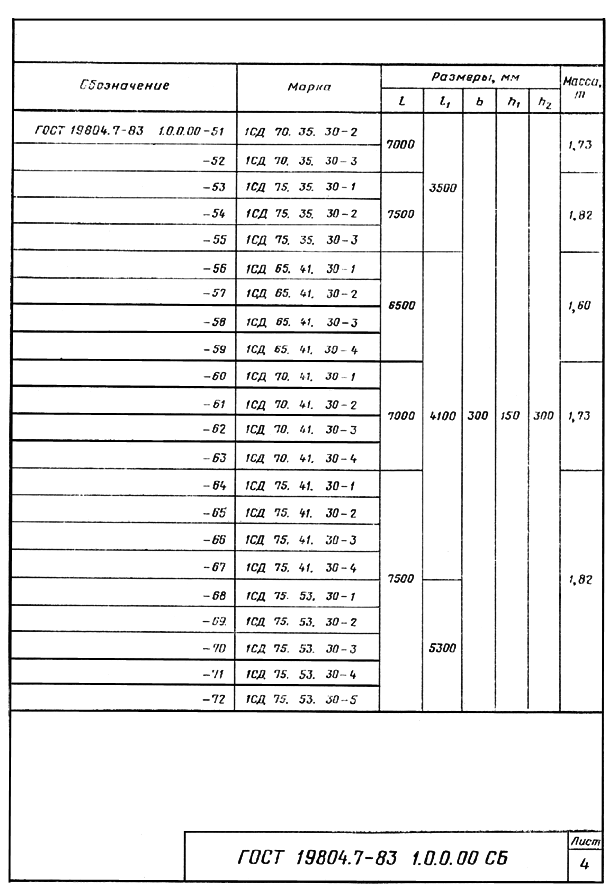 Обозначение Марка Размеры, мм Масса, т
l l₁ b h₁ h₂
ГОСТ 19804.7-83 1.0.0.00-51 1СД 70. 35. 30-2 7000 3500 300 150 300 1,73
-52 1СД 70. 35. 30-3
-53 1СД 75. 35. 30-1
-54 1СД 75. 35. 30-2 7500 1,82
-55 1СД 75. 35. 30-3
-56 1СД 65. 41. 30-1
-57 1СД 65. 41. 30-2 6500 4100 1,60
-58 1СД 65. 41. 30-3
-59 1СД 65. 41. 30-4
-60 1СД 70. 41. 30-1
-61 1СД 70. 41. 30-2 7000 1,73
-62 1СД 70. 41. 30-3
-63 1СД 70. 41. 30-4
-64 1СД 75. 41. 30-1
-65 1СД 75. 41. 30-2
-66 1СД 75. 41. 30-3
-67 1СД 75. 41. 30-4 7500 1,82
-68 1СД 75. 53. 30-1
-69. 1СД 75. 53. 30-2
-70 1СД 75. 53. 30-3 5300
-71 1СД 75. 53. 30-4
-72 1СД 75. 53. 30-5
ГОСТ 19804.7-83 1.0.0.00 СБ
Лист
4